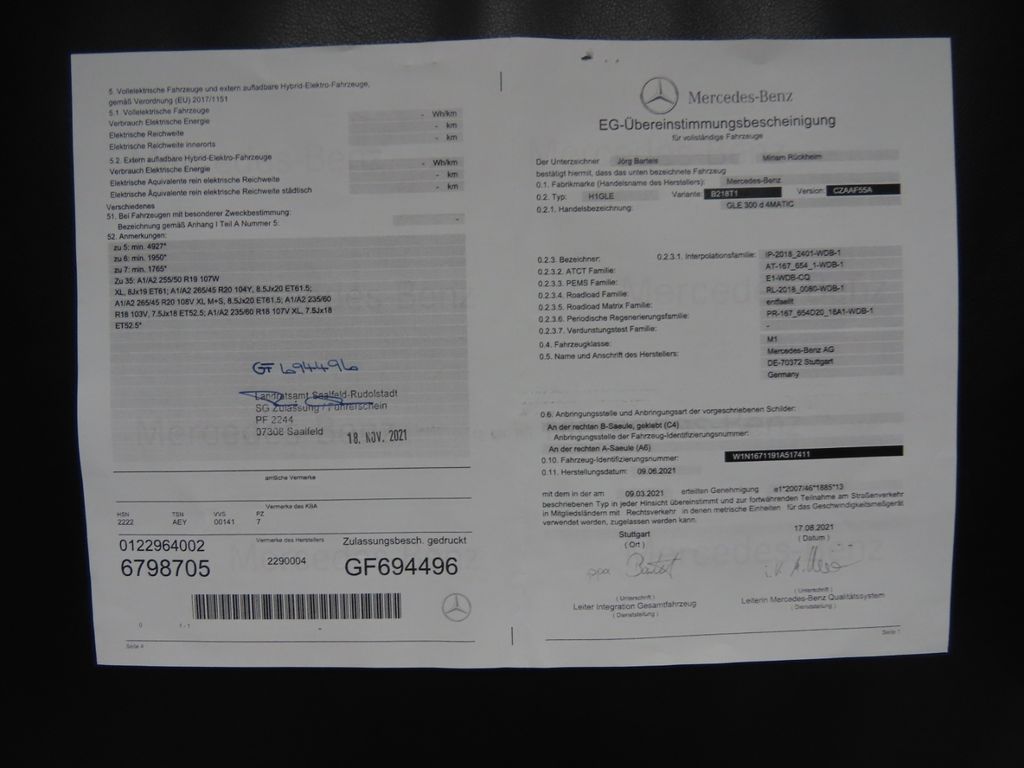 5. Vollelektrische Fahrzeuge und extern aufladbare Hybrid-Elektro-Fahrzeuge,
gemäß Verordnung (EU) 2017/1151
5.1. Vollelektrische Fahrzeuge
Verbrauch Elektrische Energie - Wh/km
Elektrische Reichweite - km
Elektrische Reichweite innerorts - km
5.2. Extern aufladbare Hybrid-Elektro-Fahrzeuge
Verbrauch Elektrische Energie - Wh/km
Elektrische Äquivalente rein elektrische Reichweite - km
Elektrische Äquivalente rein elektrische Reichweite städtisch - km
Verschiedenes
51. Bei Fahrzeugen mit besonderer Zweckbestimmung:
Bezeichnung gemäß Anhang I Teil A Nummer 5: -
52. Anmerkungen:
zu 5: min. 4927*
zu 6: min. 1950*
zu 7: min. 1765*
Zu 35: A1/A2 255/50 R19 107W
XL, 8Jx19 ET61; A1/A2 265/45 R20 104Y, 8.5Jx20 ET61.5;
A1/A2 265/45 R20 108V XL M+S, 8.5Jx20 ET61.5; A1/A2 235/60
R18 103V, 7.5Jx18 ET52.5; A1/A2 235/60 R18 107V XL, 7.5Jx18
ET52.5*
GF 694496
Landratsamt Saalfeld-Rudolstadt
SG Zulassung / Führerschein
PF 2244
07308 Saalfeld
18. NOV. 2021
amtliche Vermerke
Vermerke des KBA
HSN TSN VVS PZ
2222 AEY 00141 7
0122964002 Vermerke des Herstellers Zulassungsbesch. gedruckt
6798705 2290004 GF694496
0 1 - 1 -
Seite 4
Mercedes-Benz
EG-Übereinstimmungsbescheinigung
für vollständige Fahrzeuge
Der Unterzeichner Jörg Bartels Miriam Rückheim
bestätigt hiermit, dass das unten bezeichnete Fahrzeug
0.1. Fabrikmarke (Handelsname des Herstellers): Mercedes-Benz
0.2. Typ: H1GLE Variante: B218T1 Version: CZAAF55A
0.2.1. Handelsbezeichnung: GLE 300 d 4MATIC
0.2.3. Bezeichner: 0.2.3.1. Interpolationsfamilie: IP-2018_2401-WDB-1
0.2.3.2. ATCT Familie: AT-167_654_1-WDB-1
0.2.3.3. PEMS Familie: E1-WDB-CQ
0.2.3.4. Roadload Familie: RL-2018_0080-WDB-1
0.2.3.5. Roadload Matrix Familie: entfaellt
0.2.3.6. Periodische Regenerierungsfamilie: PR-167_654D20_18A1-WDB-1
0.2.3.7. Verdunstungstest Familie: -
0.4. Fahrzeugklasse: M1
0.5. Name und Anschrift des Herstellers: Mercedes-Benz AG
DE-70372 Stuttgart
Germany
0.6. Anbringungsstelle und Anbringungsart der vorgeschriebenen Schilder:
An der rechten B-Saeule, geklebt (C4)
Anbringungsstelle der Fahrzeug-Identifizierungsnummer:
An der rechten A-Saeule (A6)
0.10. Fahrzeug-Identifizierungsnummer: W1N1671191A517411
0.11. Herstellungsdatum: 09.06.2021
mit dem in der am 09.03.2021 erteilten Genehmigung e1*2007/46*1885*13
beschriebenen Typ in jeder Hinsicht übereinstimmt und zur fortwährenden Teilnahme am Straßenverkehr
in Mitgliedsländern mit Rechtsverkehr in denen metrische Einheiten für das Geschwindigkeitsmeßgerät
verwendet werden, zugelassen werden kann.
Stuttgart 17.08.2021
( Ort ) ( Datum )
ppa
( Unterschrift ) ( Unterschrift )
Leiter Integration Gesamtfahrzeug Leiterin Mercedes-Benz Qualitätssystem
( Dienststellung ) ( Dienststellung )
Seite 1